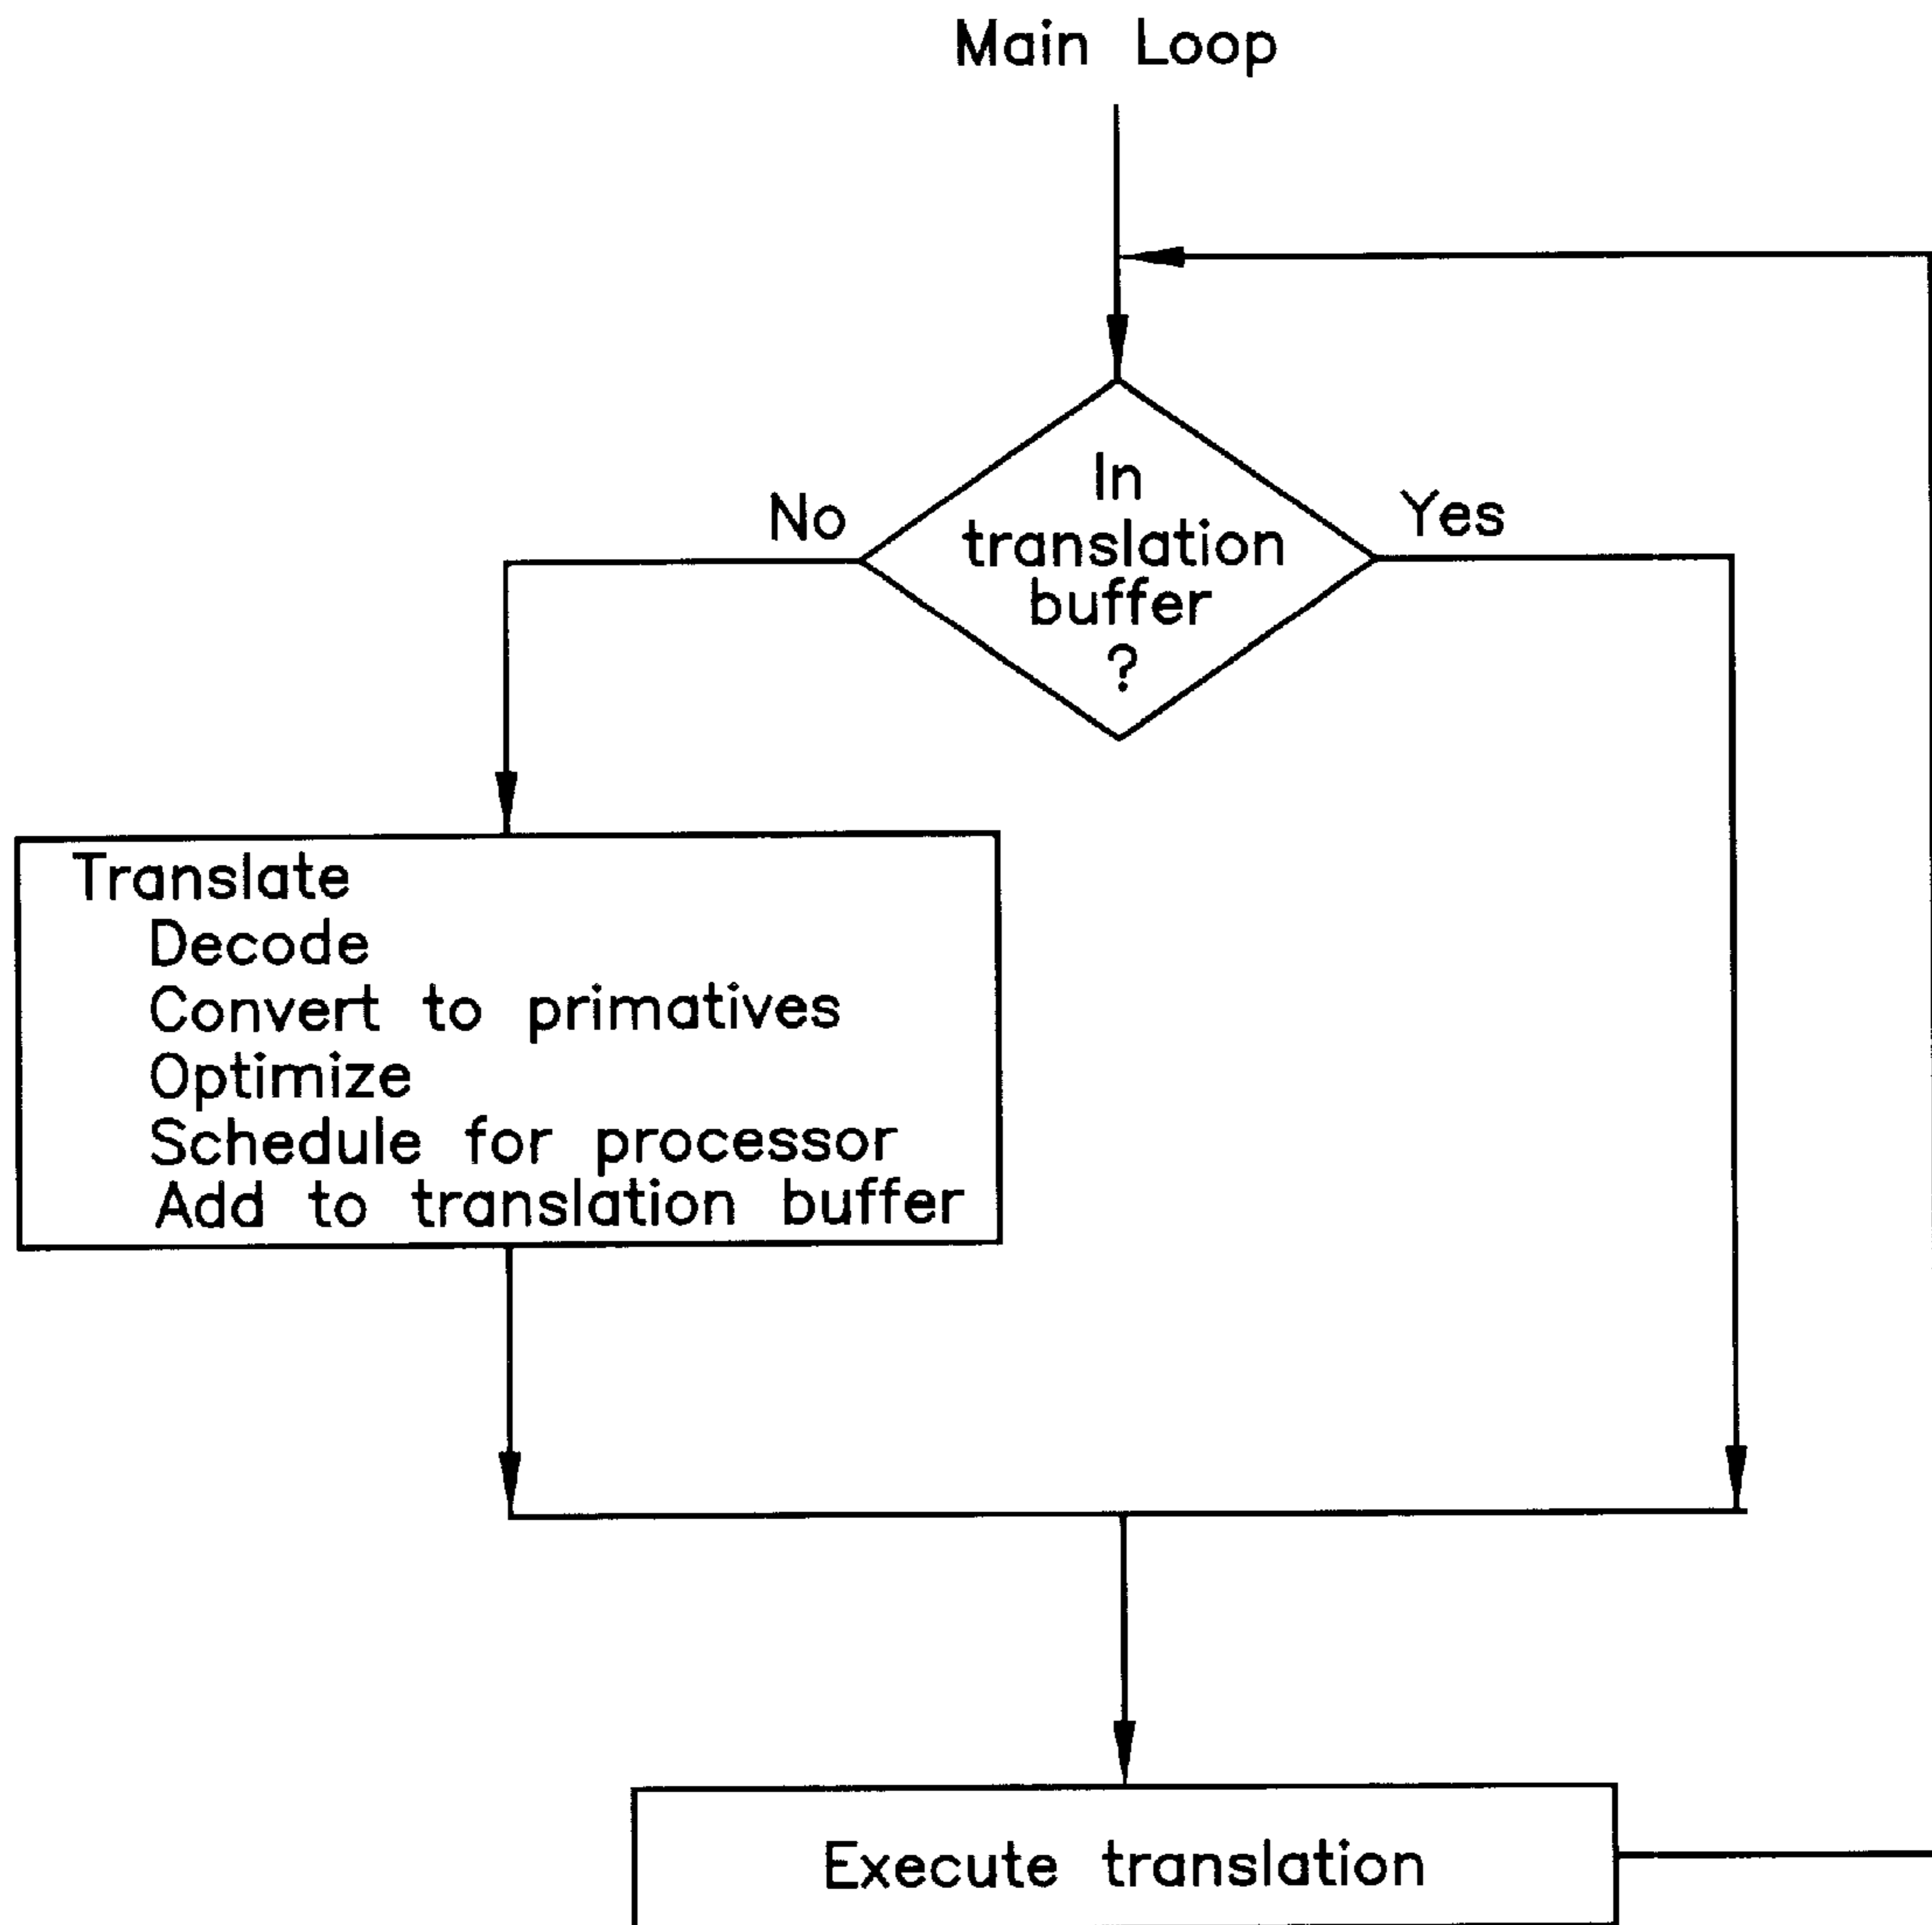 Main Loop
In
translation
buffer
?
No
Yes
Translate
Decode
Convert to primatives
Optimize
Schedule for processor
Add to translation buffer
Execute translation